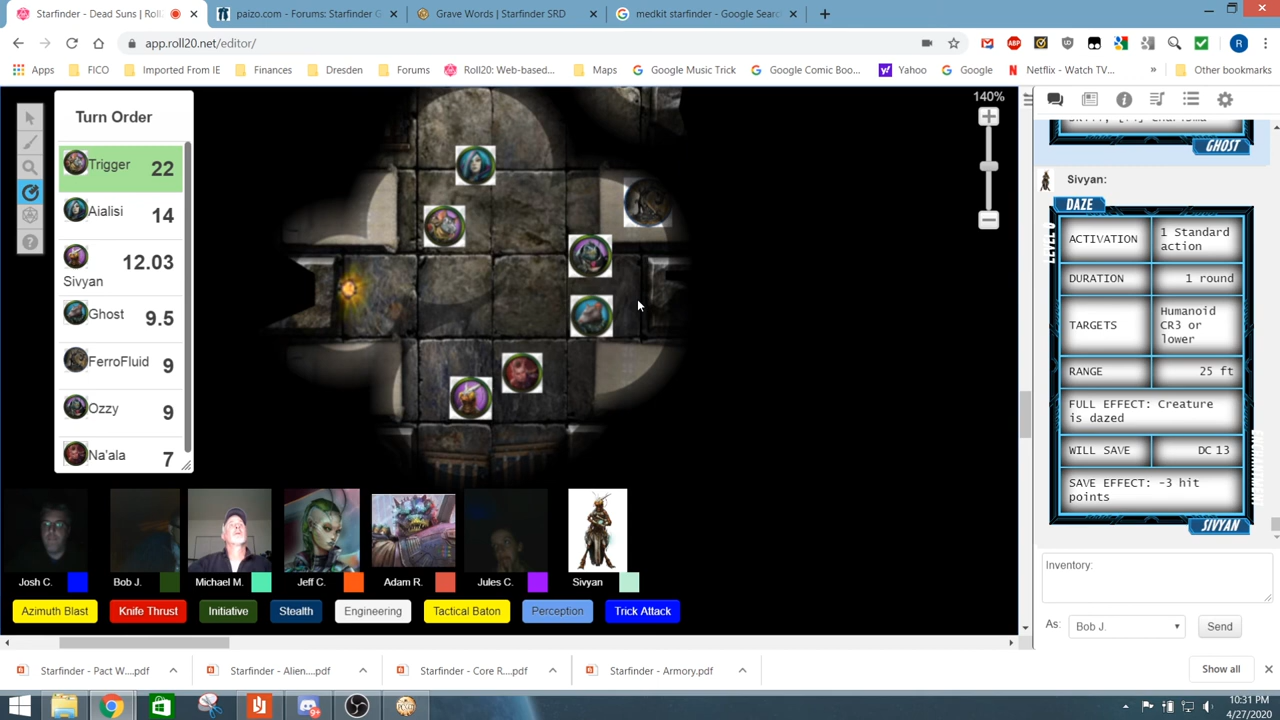 Starfinder - Dead Suns | Roll2
paizo.com - Forums: Starfinder G
Grave Words | Starfinder SRD
medkit starfinder - Google Sear
app.roll20.net/editor/
Apps
FICO
Imported From IE
Finances
Dresden
Forums
Roll20: Web-based...
Maps
Google Music Trick
Google Comic Boo...
Yahoo
Google
Netflix - Watch TV...
Other bookmarks
Turn Order
Trigger 22
Aialisi 14
Sivyan 12.03
Ghost 9.5
FerroFluid 9
Ozzy 9
Na'ala 7
140%
GHOST
Sivyan:
DAZE
LEVEL 0
ACTIVATION 1 Standard
action
DURATION 1 round
TARGETS Humanoid
CR3 or
lower
RANGE 25 ft
FULL EFFECT: Creature
is dazed
WILL SAVE DC 13
SAVE EFFECT: -3 hit
points
ENCHANTMENT
SIVYAN
Inventory:
As: Bob J. Send
Josh C.
Bob J.
Michael M.
Jeff C.
Adam R.
Jules C.
Sivyan
Azimuth Blast
Knife Thrust
Initiative
Stealth
Engineering
Tactical Baton
Perception
Trick Attack
Starfinder - Pact W....pdf
Starfinder - Alien....pdf
Starfinder - Core R....pdf
Starfinder - Armory.pdf
Show all
10:31 PM
4/27/2020